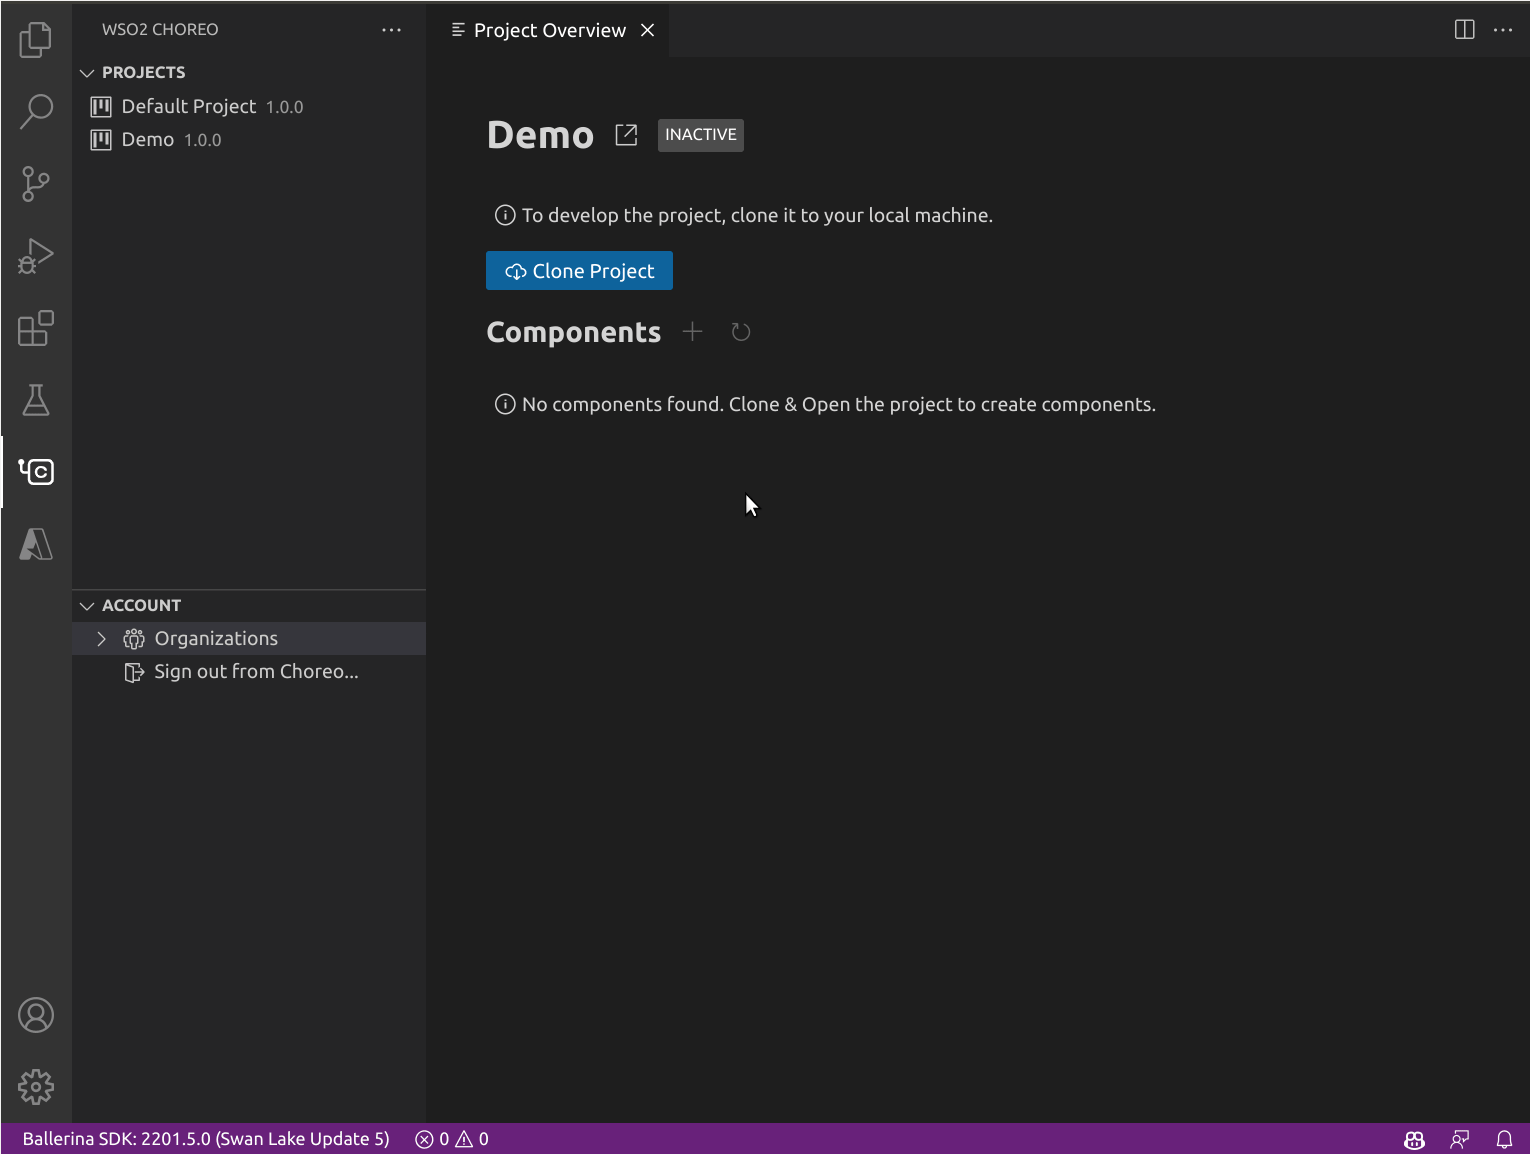 WSO2 CHOREO
PROJECTS
Default Project 1.0.0
Demo 1.0.0
ACCOUNT
Organizations
Sign out from Choreo...
Project Overview
Demo INACTIVE
To develop the project, clone it to your local machine.
Clone Project
Components
No components found. Clone & Open the project to create components.
Ballerina SDK: 2201.5.0 (Swan Lake Update 5) 0 0